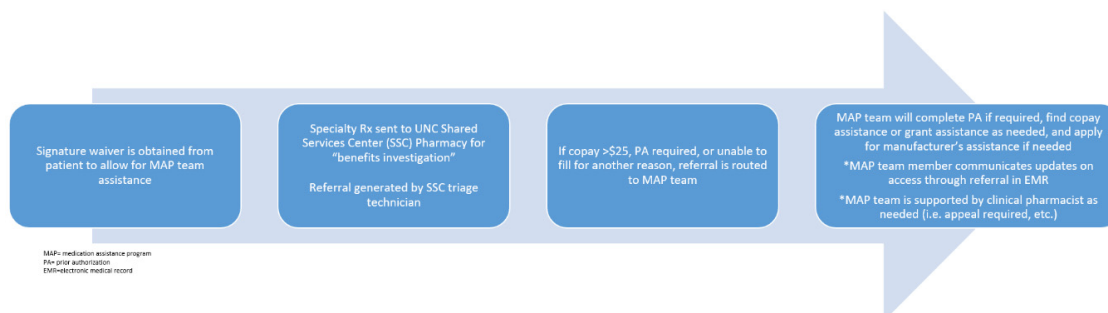 Signature waiver is obtained from
patient to allow for MAP team
assistance
Specialty Rx sent to UNC Shared
Services Center (SSC) Pharmacy for
“benefits investigation”
Referral generated by SSC triage
technician
If copay >$25, PA required, or unable to
fill for another reason, referral is routed
to MAP team
MAP team will complete PA if required, find copay
assistance or grant assistance as needed, and apply
for manufacturer’s assistance if needed
*MAP team member communicates updates on
access through referral in EMR
*MAP team is supported by clinical pharmacist as
needed (i.e. appeal required, etc.)
MAP= medication assistance program
PA= prior authorization
EMR=electronic medical record